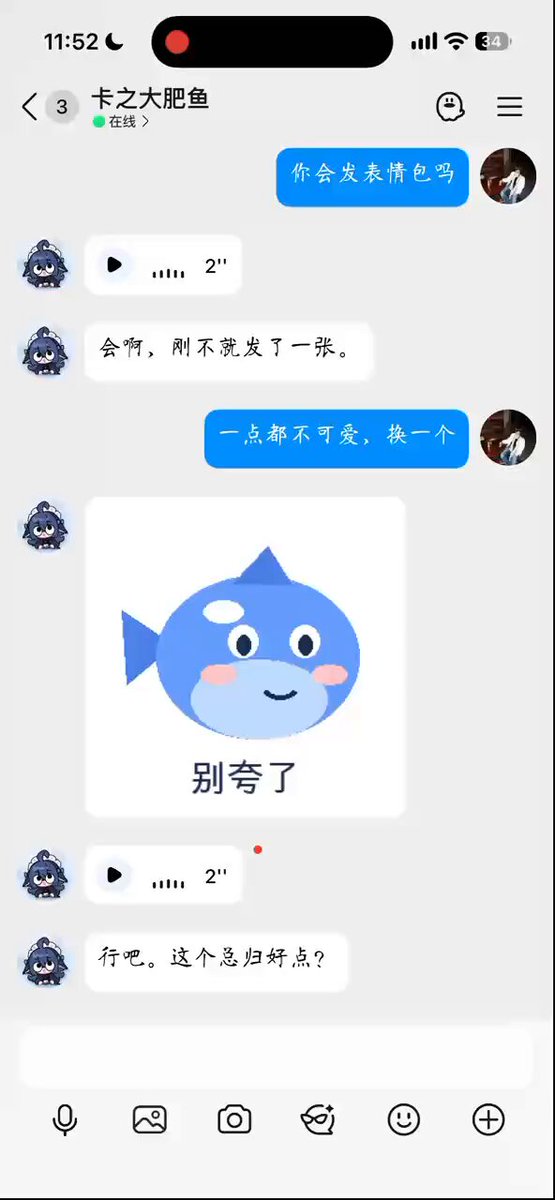 11:52
34
3
卡之大肥鱼
在线
你会发表情包吗
2''
会啊，刚不就发了一张。
一点都不可爱，换一个
别夸了
2''
行吧。这个总归好点？